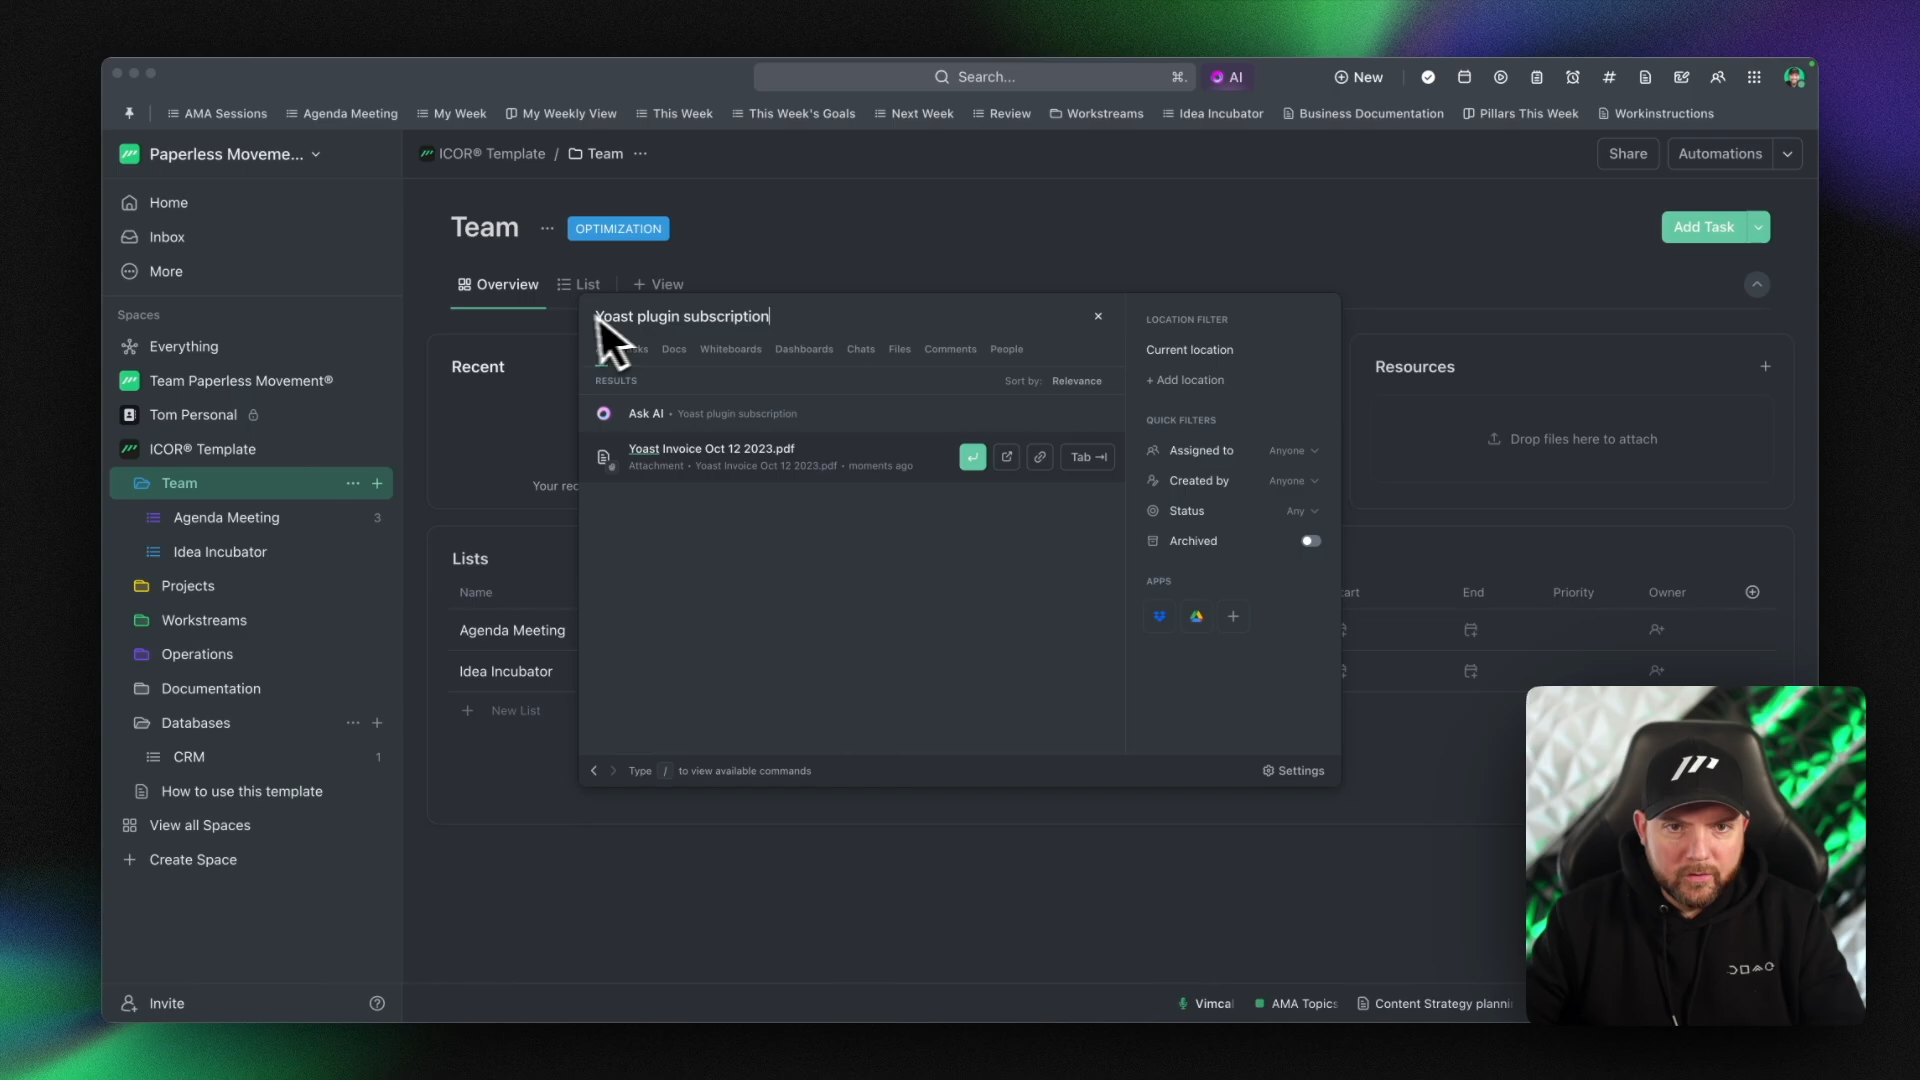 Search...
⌘.
AI
New
AMA Sessions
Agenda Meeting
My Week
My Weekly View
This Week
This Week's Goals
Next Week
Review
Workstreams
Idea Incubator
Business Documentation
Pillars This Week
Workinstructions
Paperless Moveme...
ICOR® Template / Team ...
Share
Automations
Home
Inbox
More
Spaces
Everything
Team Paperless Movement®
Tom Personal
ICOR® Template
Team
Agenda Meeting 3
Idea Incubator
Projects
Workstreams
Operations
Documentation
Databases
CRM 1
How to use this template
View all Spaces
Create Space
Invite
Team
OPTIMIZATION
Add Task
Overview
List
+ View
Recent
Your rec
Lists
Name
Agenda Meeting
Idea Incubator
+ New List
Yoast plugin subscription
Docs
Whiteboards
Dashboards
Chats
Files
Comments
People
RESULTS
Sort by: Relevance
Ask AI • Yoast plugin subscription
Yoast Invoice Oct 12 2023.pdf
Attachment • Yoast Invoice Oct 12 2023.pdf • moments ago
Tab
Type / to view available commands
Settings
LOCATION FILTER
Current location
+ Add location
QUICK FILTERS
Assigned to Anyone
Created by Anyone
Status Any
Archived
APPS
Resources
Drop files here to attach
End
Priority
Owner
Vimcal
AMA Topics
Content Strategy plannin